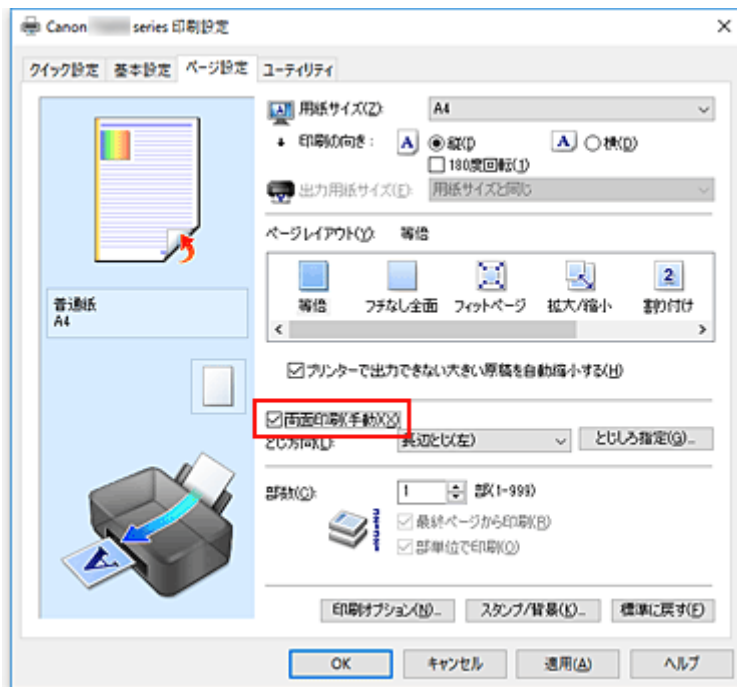 Canon series 印刷設定
クイック設定 基本設定 ページ設定 ユーティリティ
用紙サイズ(Z): A4
印刷の向き: A 縦(I) A 横(D)
180度回転(1)
出力用紙サイズ(E): 用紙サイズと同じ
ページレイアウト(Y): 等倍
等倍 フチなし全面 フィットページ 拡大/縮小 割り付け
普通紙
A4
プリンターで出力できない大きい原稿を自動縮小する(H)
両面印刷(手動)(X)
とじ方向(L): 長辺とじ(左) とじしろ指定(G)...
部数(C): 1 部(1-999)
最終ページから印刷(R)
部単位で印刷(O)
印刷オプション(N)... スタンプ/背景(K)... 標準に戻す(F)
OK キャンセル 適用(A) ヘルプ